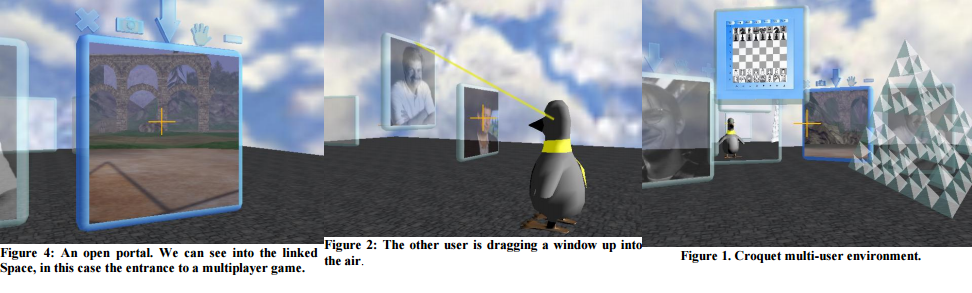 Figure 4: An open portal. We can see into the linked
Space, in this case the entrance to a multiplayer game.
Figure 2: The other user is dragging a window up into
the air.
Figure 1. Croquet multi-user environment.